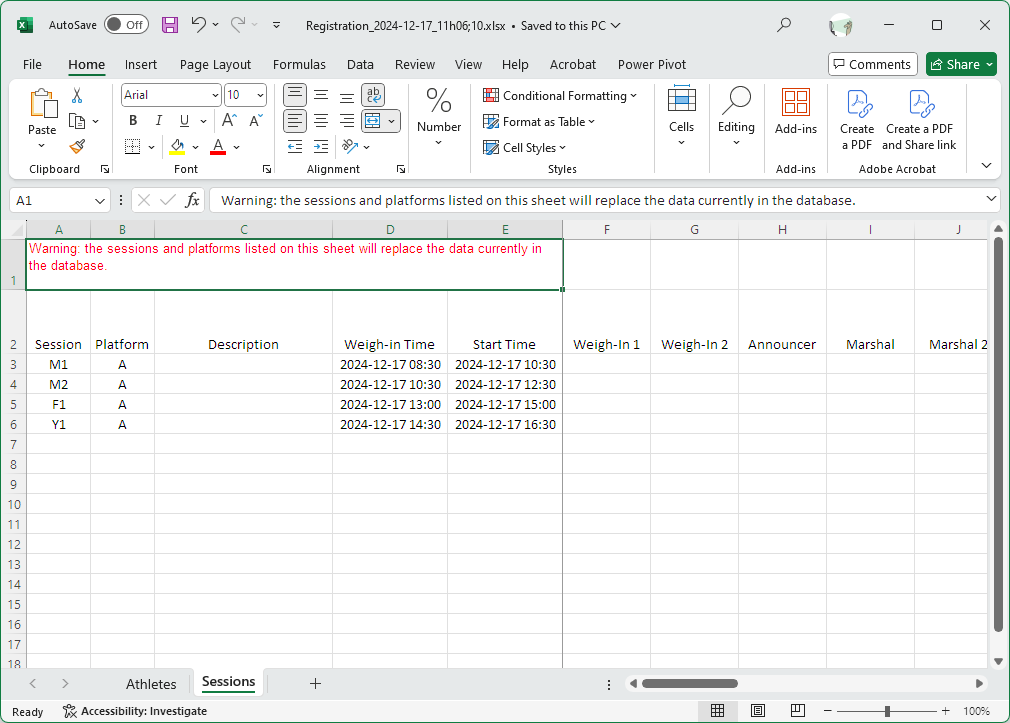 AutoSave Off Registration_2024-12-17_11h06;10.xlsx • Saved to this PC
File Home Insert Page Layout Formulas Data Review View Help Acrobat Power Pivot Comments Share
Paste
Clipboard
Arial 10
B I U A A
A
Font
ab
Alignment
%
Number
Conditional Formatting
Format as Table
Cell Styles
Styles
Cells
Editing
Add-ins
Add-ins
Create a PDF
Create a PDF and Share link
Adobe Acrobat
A1 fx Warning: the sessions and platforms listed on this sheet will replace the data currently in the database.
A B C D E F G H I J
1 Warning: the sessions and platforms listed on this sheet will replace the data currently in
the database.
2 Session Platform Description Weigh-in Time Start Time Weigh-In 1 Weigh-In 2 Announcer Marshal Marshal 2
3 M1 A 2024-12-17 08:30 2024-12-17 10:30
4 M2 A 2024-12-17 10:30 2024-12-17 12:30
5 F1 A 2024-12-17 13:00 2024-12-17 15:00
6 Y1 A 2024-12-17 14:30 2024-12-17 16:30
7
8
9
10
11
12
13
14
15
16
17
18
Athletes Sessions
Ready Accessibility: Investigate 100%